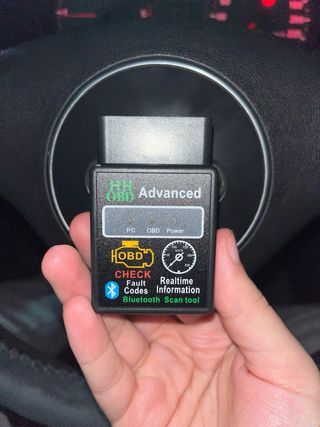 HH
OBD
Advanced
PC OBD Power
OBD
CHECK
Fault
Codes
Realtime
Information
Bluetooth Scan tool